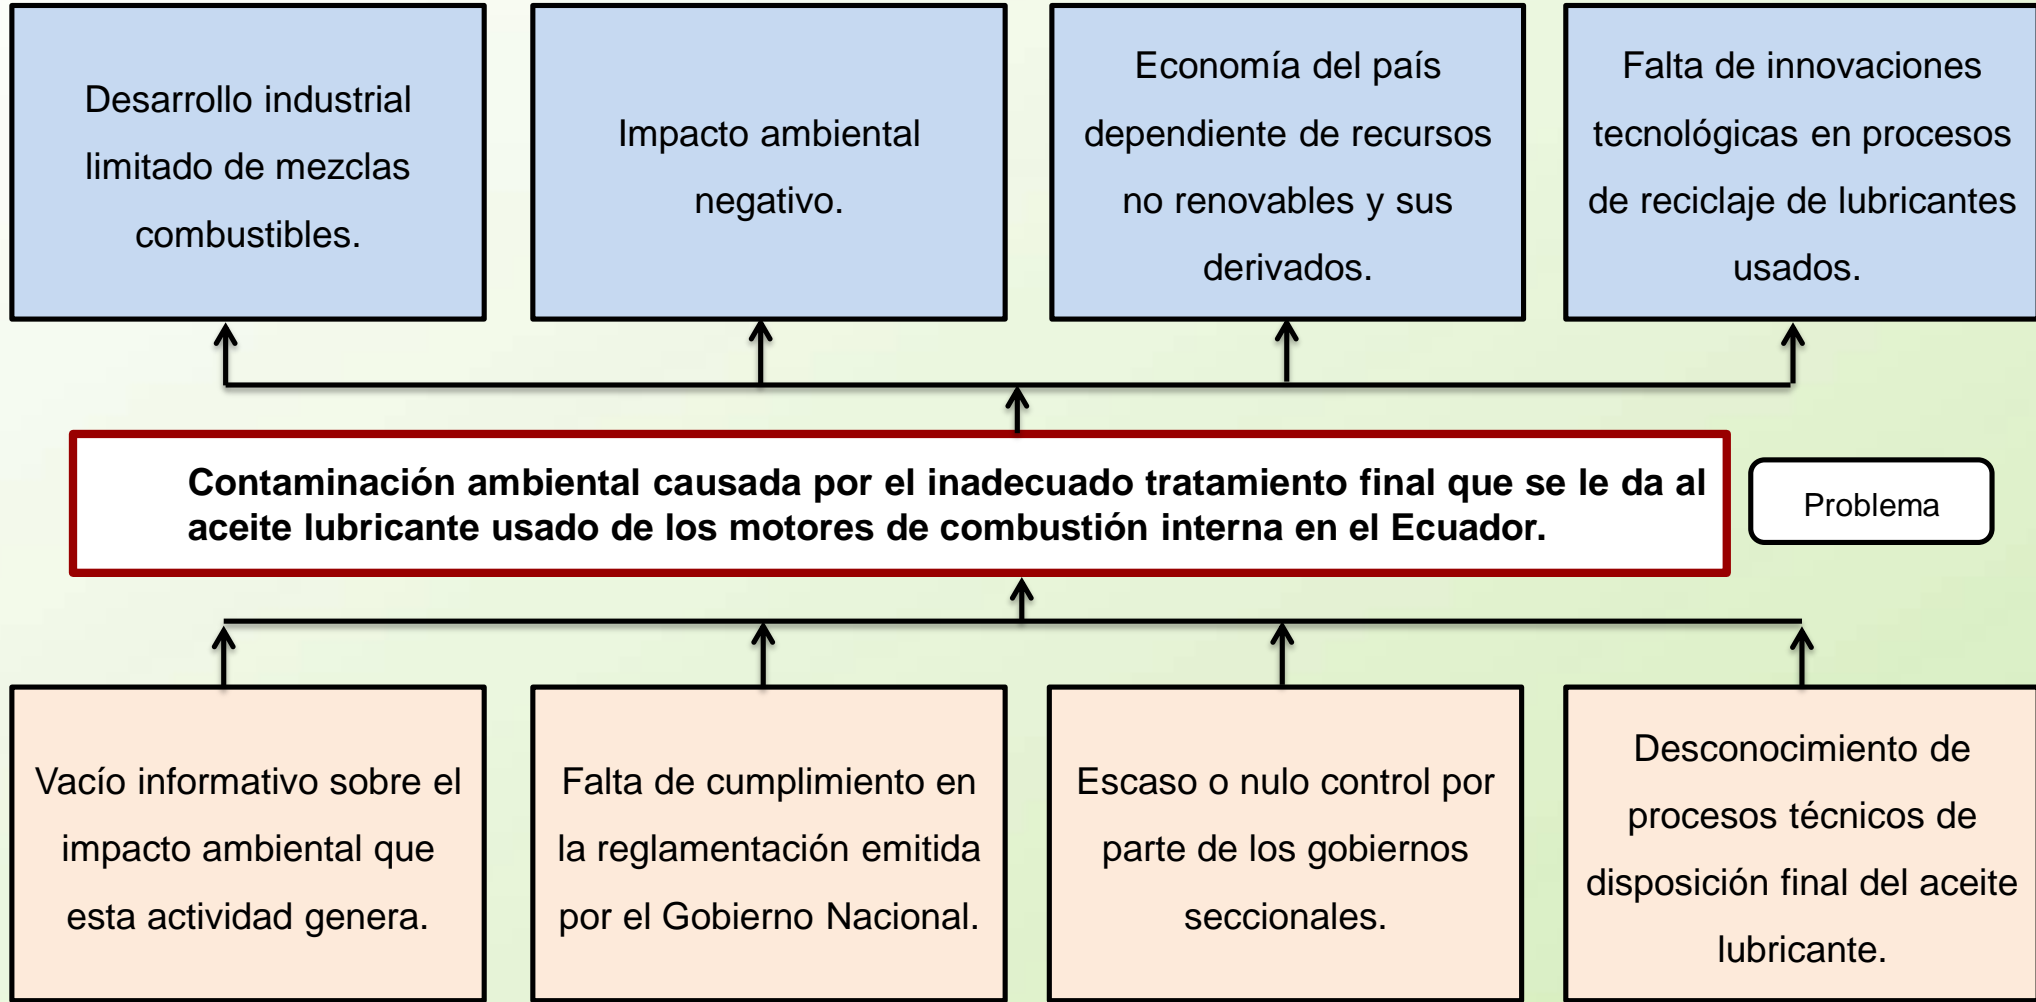 Desarrollo industrial
limitado de mezclas
combustibles.
Impacto ambiental
negativo.
Economía del país
dependiente de recursos
no renovables y sus
derivados.
Falta de innovaciones
tecnológicas en procesos
de reciclaje de lubricantes
usados.
Contaminación ambiental causada por el inadecuado tratamiento final que se le da al
aceite lubricante usado de los motores de combustión interna en el Ecuador.
Problema
Vacío informativo sobre el
impacto ambiental que
esta actividad genera.
Falta de cumplimiento en
la reglamentación emitida
por el Gobierno Nacional.
Escaso o nulo control por
parte de los gobiernos
seccionales.
Desconocimiento de
procesos técnicos de
disposición final del aceite
lubricante.